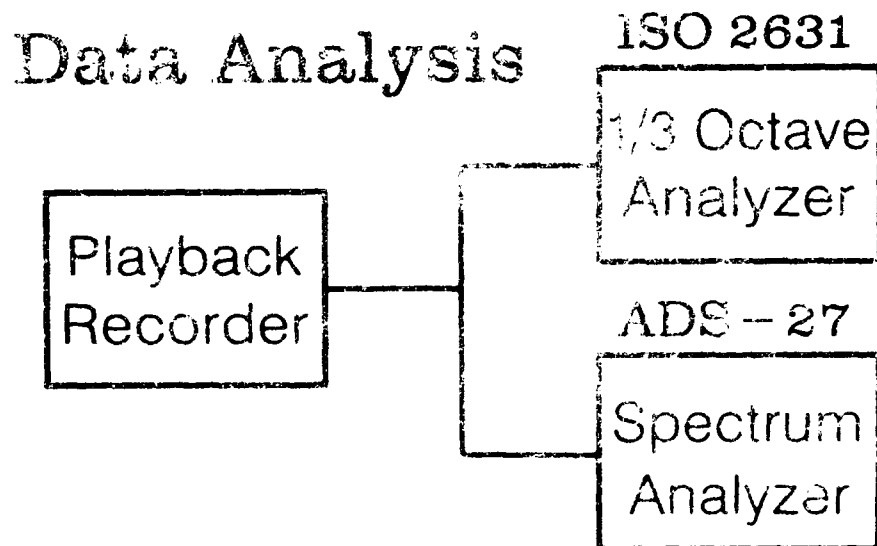 Data Analysis
Playback
Recorder
ISO 2631
1/3 Octave
Analyzer
ADS - 27
Spectrum
Analyzer